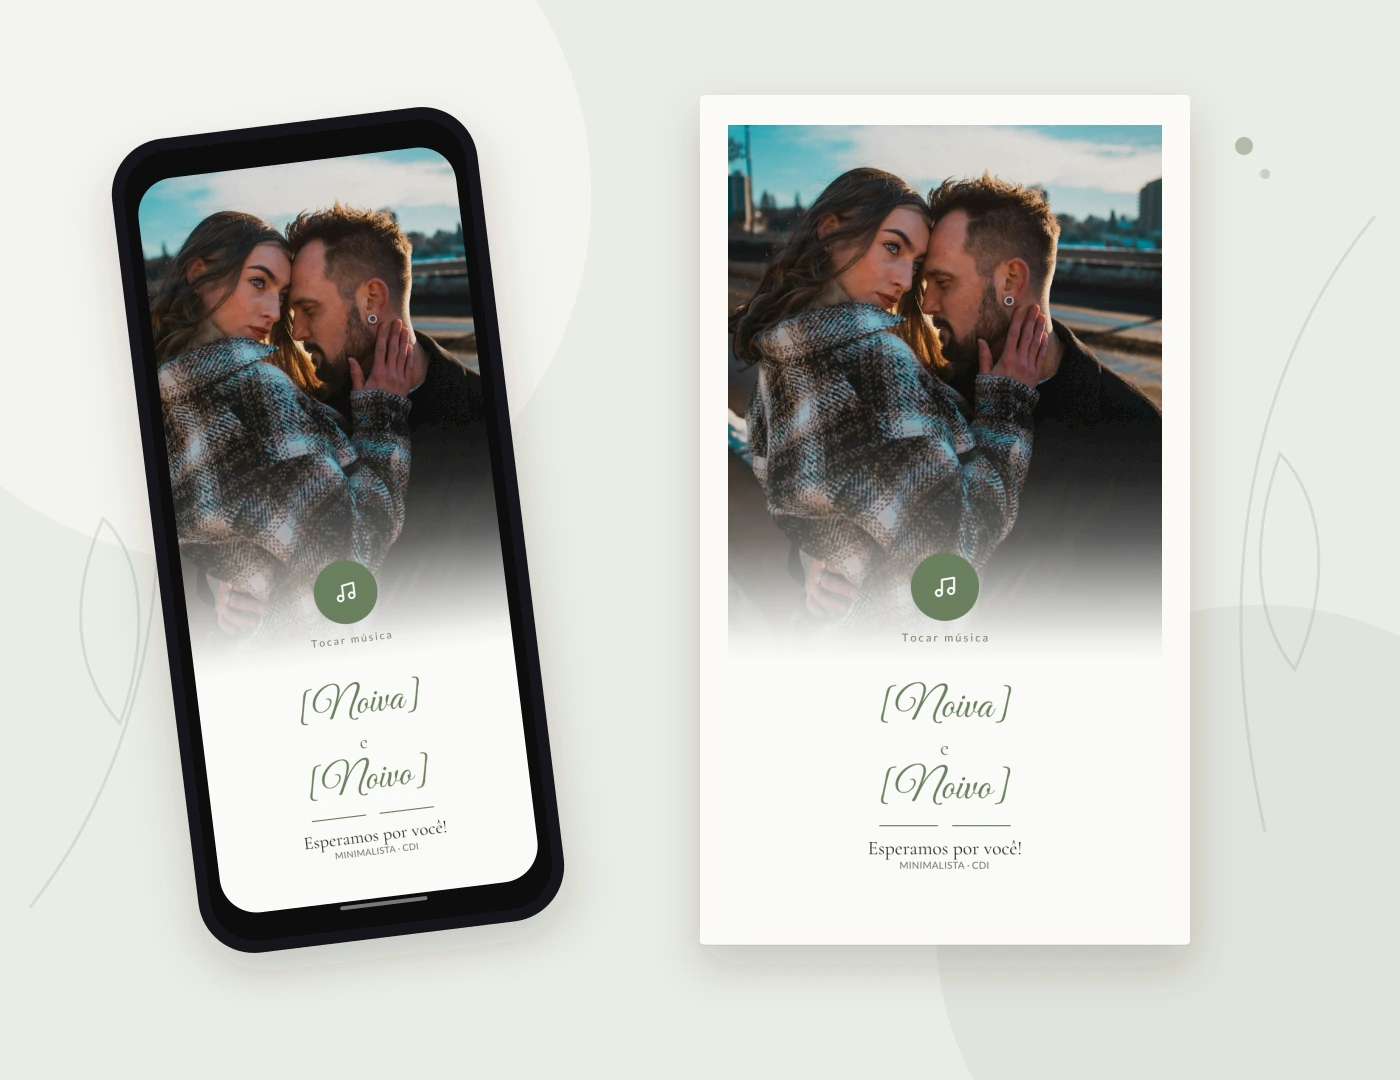 Tocar música
[Noiva]
e
[Noivo]
Esperamos por você!
MINIMALISTA · CDI
Tocar música
[Noiva]
e
[Noivo]
Esperamos por você!
MINIMALISTA · CDI